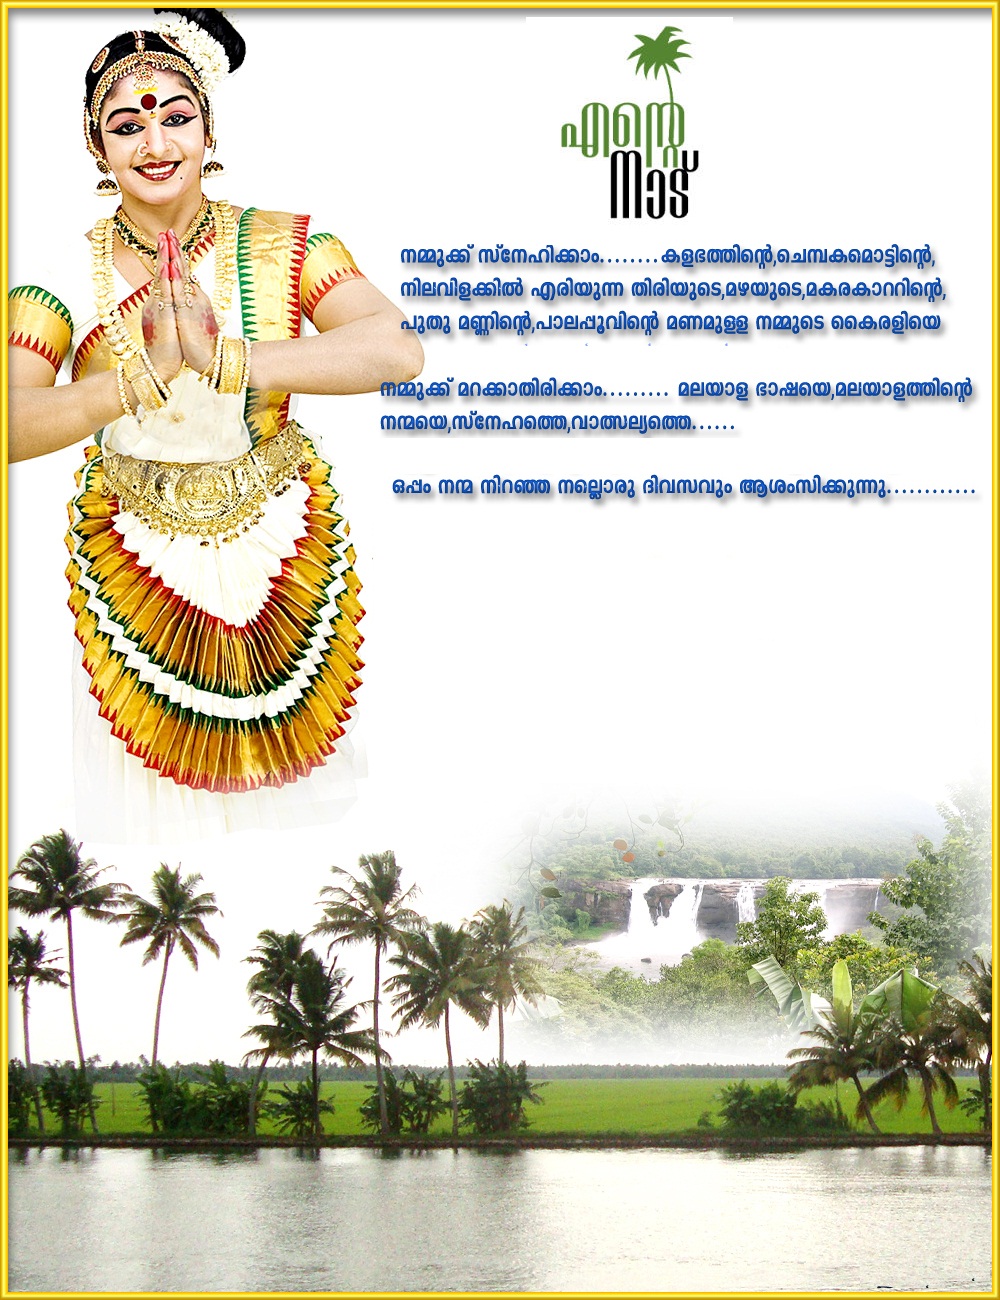 എന്റെ
നാട്
നമ്മുക്ക് സ്നേഹിക്കാം........കളഭത്തിന്റെ,ചെമ്പകമൊട്ടിന്റെ,
നിലവിളക്കിൽ എരിയുന്ന തിരിയുടെ,മഴയുടെ,മകരകാററിന്റെ,
പുതു മണ്ണിന്റെ,പാലപ്പൂവിന്റെ മണമുളള നമ്മുടെ കൈരളിയെ
നമ്മുക്ക് മറക്കാതിരിക്കാം......... മലയാള ഭാഷയെ,മലയാളത്തിന്റെ
നന്മയെ,സ്നേഹത്തെ,വാത്സല്യത്തെ......
ഒപ്പം നന്മ നിറഞ്ഞ നല്ലൊരു ദിവസവും ആശംസിക്കുന്നു............